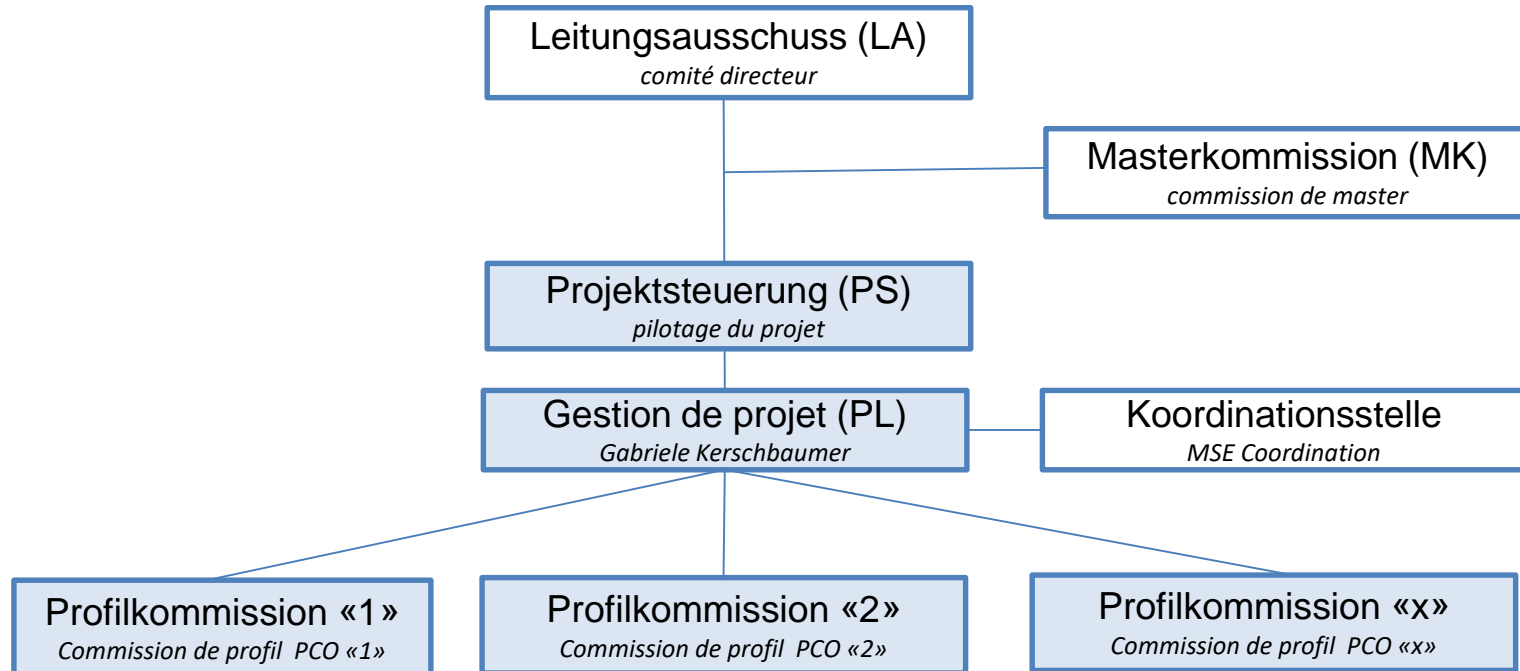 Leitungsausschuss (LA)
comité directeur
Masterkommission (MK)
commission de master
Projektsteuerung (PS)
pilotage du projet
Gestion de projet (PL)
Gabriele Kerschbaumer
Koordinationsstelle
MSE Coordination
Profilkommission «1»
Commission de profil PCO «1»
Profilkommission «2»
Commission de profil PCO «2»
Profilkommission «x»
Commission de profil PCO «x»